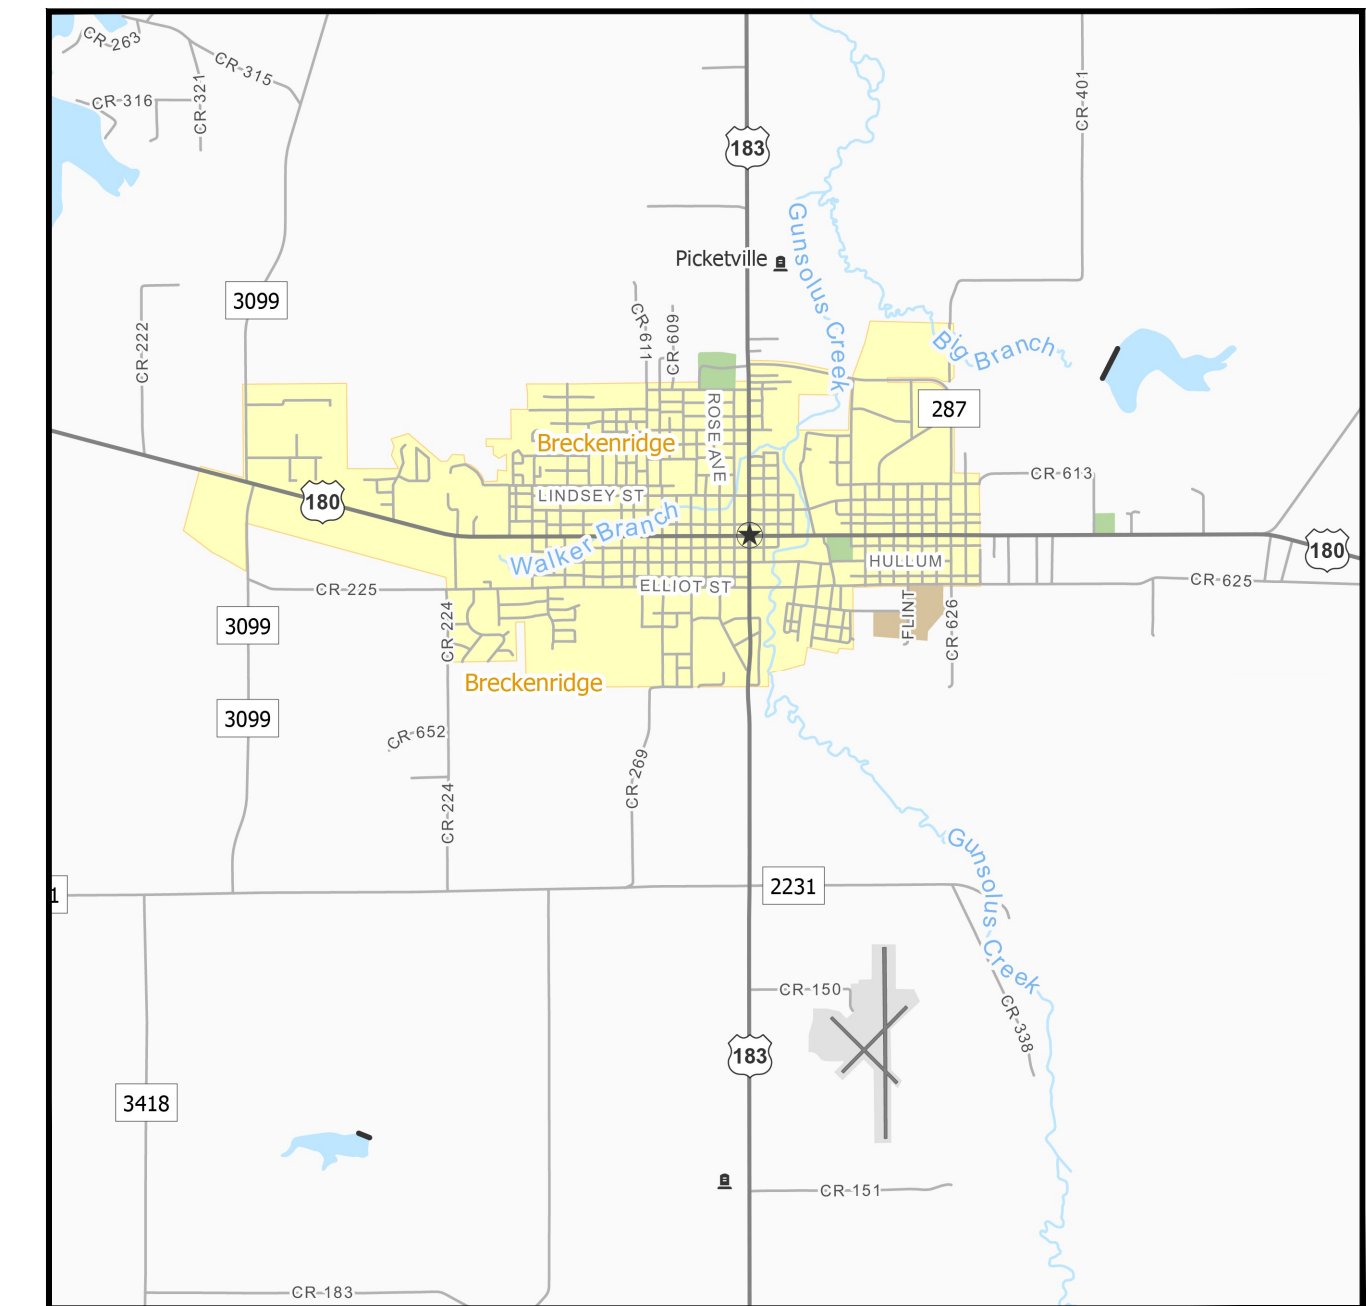 CR-263
CR-315
CR-316
CR-321
CR-401
183
Gunsolus Creek
Picketville
3099
CR-222
CR-611
CR-609
Big Branch
287
ROSE AVE
Breckenridge
CR-613
180
LINDSEY ST
Walker Branch
180
HULLUM
ELLIOT ST
CR-625
CR-225
CR-224
FLINT
CR-626
3099
Breckenridge
3099
CR-652
CR-269
CR-224
Gunsolus Creek
1
2231
CR-150
CR-338
183
3418
CR-151
CR-183